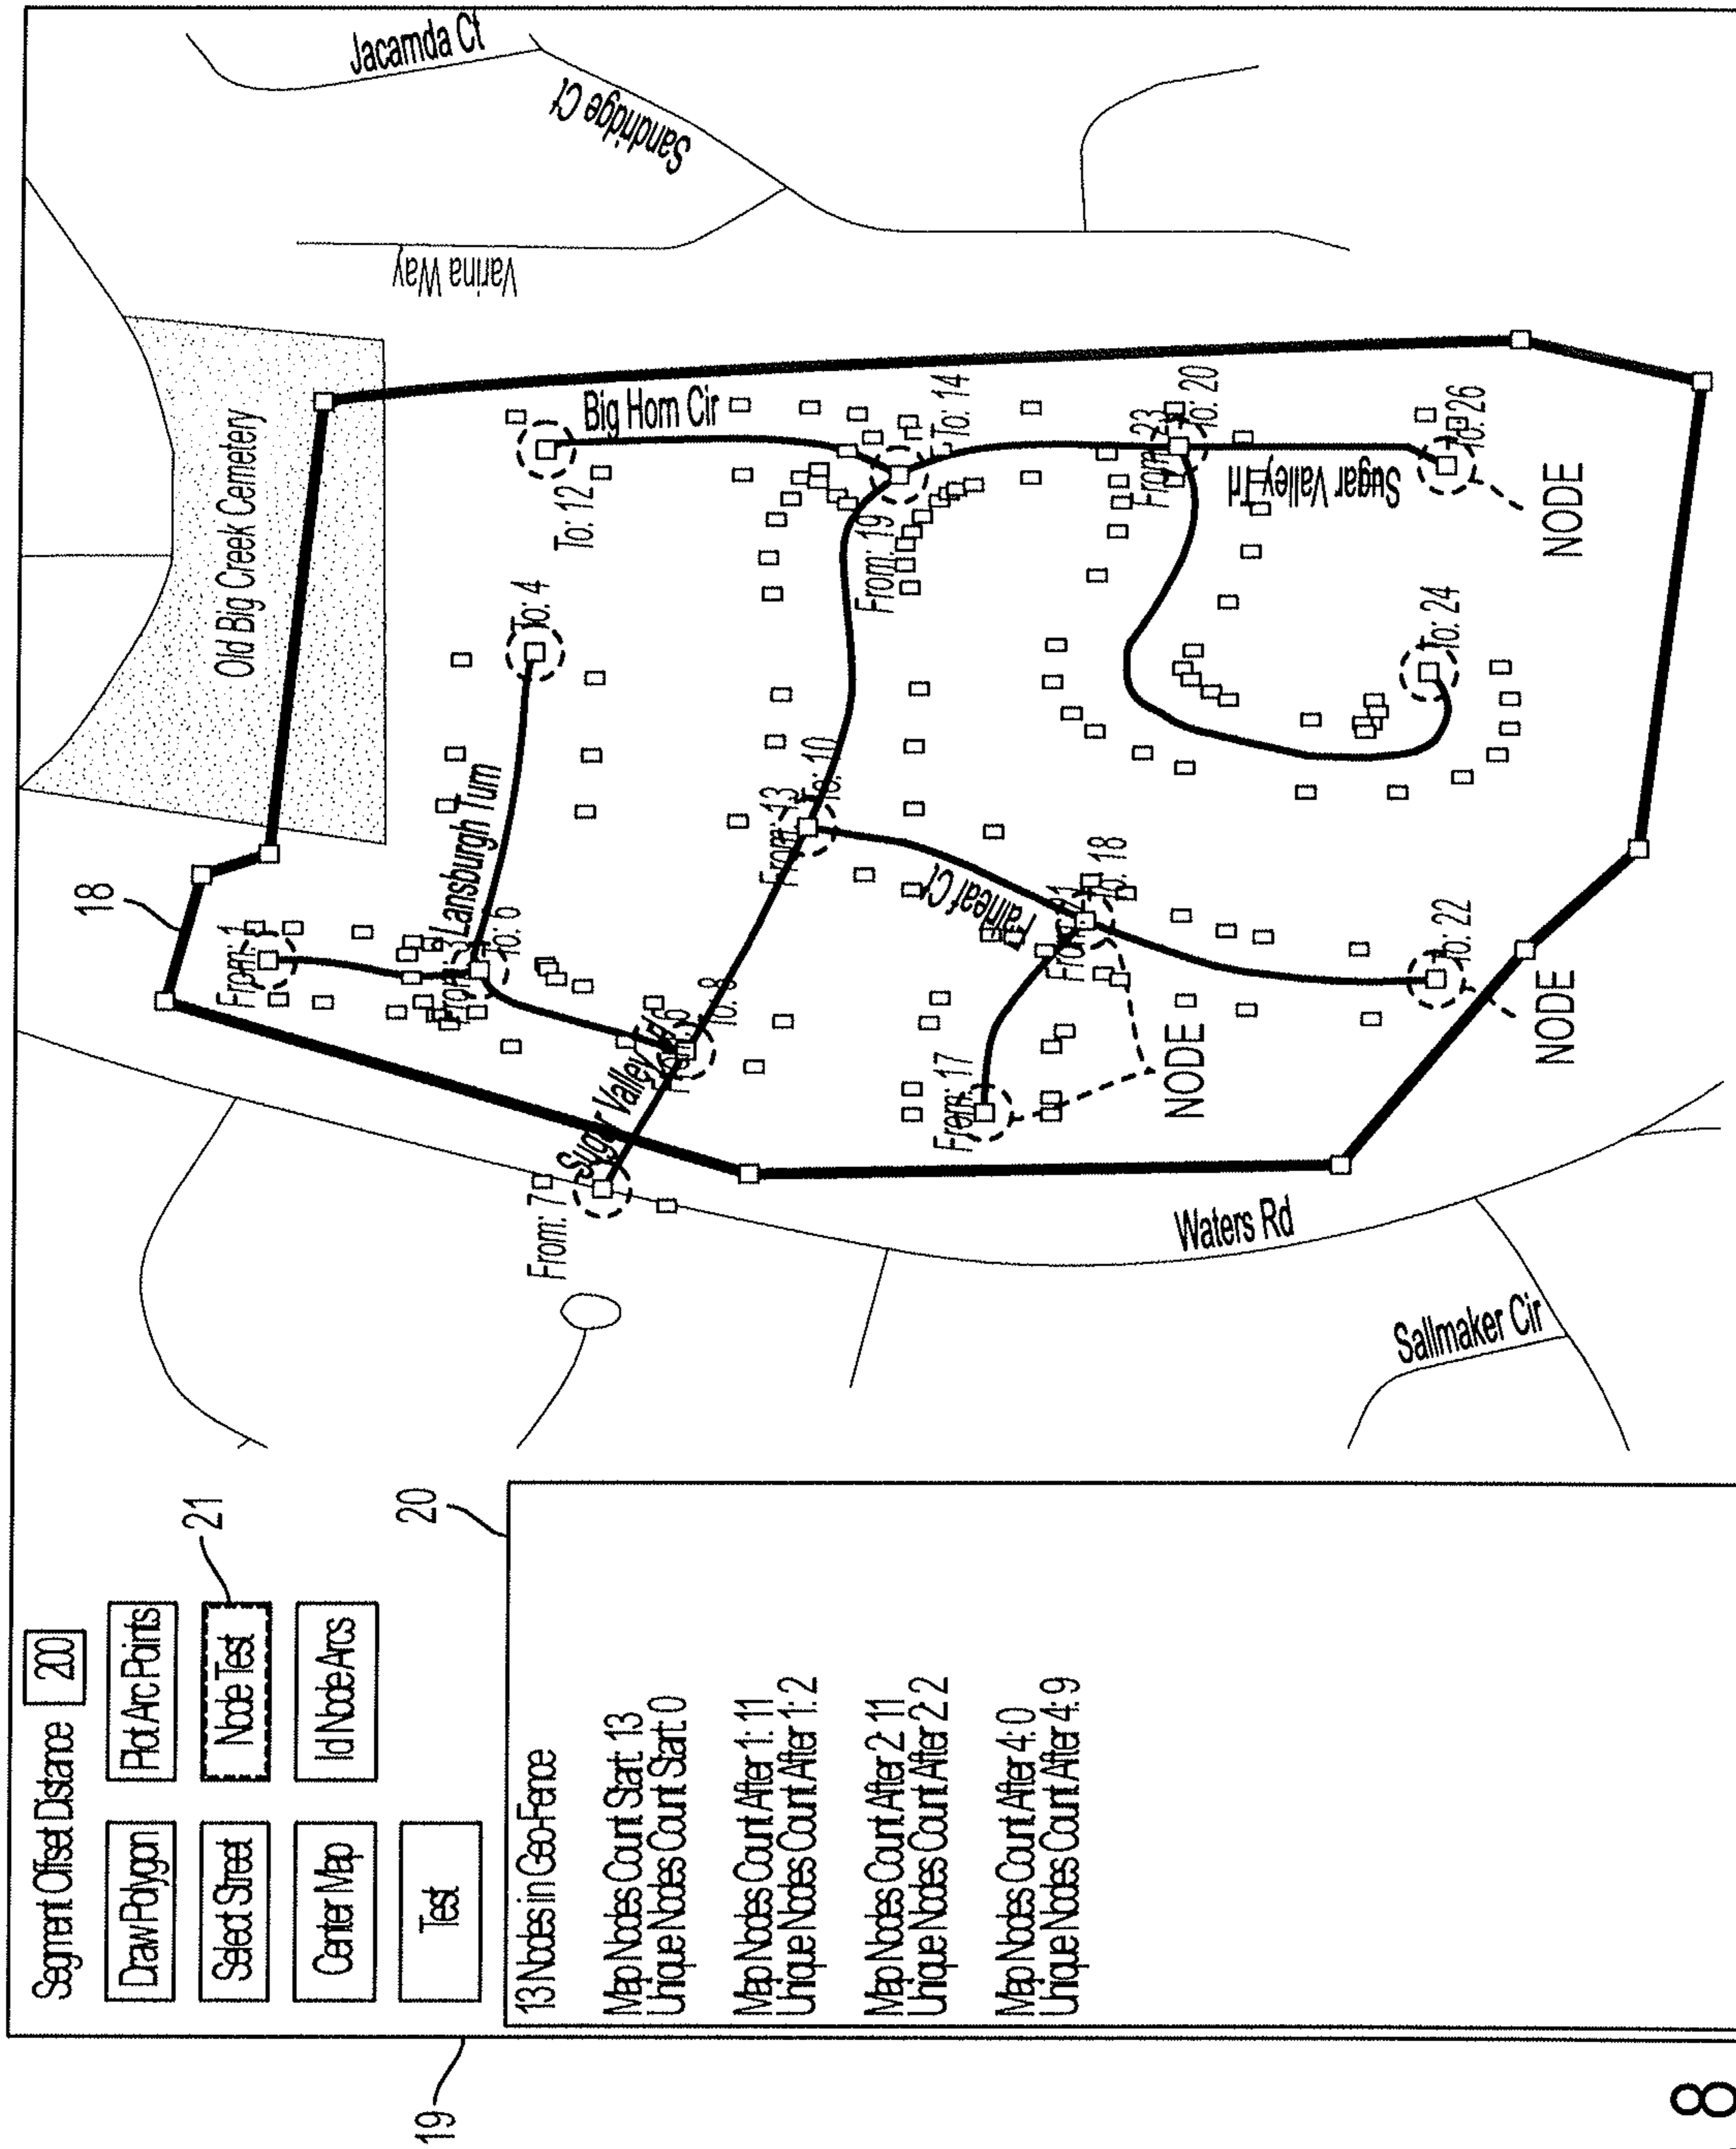 Segment Offset Distance 200
Draw Polygon
Plot Arc Points
Select Street
Node Test
21
Center Map
Id Node Arcs
Test
19
20
13 Nodes in Geo-Fence
Map Nodes Count Start: 13
Unique Nodes Count Start: 0
Map Nodes Count After 1: 11
Unique Nodes Count After 1: 2
Map Nodes Count After 2: 11
Unique Nodes Count After 2: 2
Map Nodes Count After 4: 0
Unique Nodes Count After 4: 9
18
Old Big Creek Cemetery
Jacamda Ct
Sandridge Ct
Varina Way
From: 1
Lansburgh Turn
To: 4
To: 6
To: 12
Big Horn Cir
From: 7
Sugar Valley
To: 8
From: 13
To: 10
From: 19
To: 14
Fairleaf Ct
To: 18
From: 17
From: 23
To: 20
Sugar Valley Trl
To: 22
To: 24
To: 26
NODE
NODE
NODE
Waters Rd
Sallmaker Cir
8